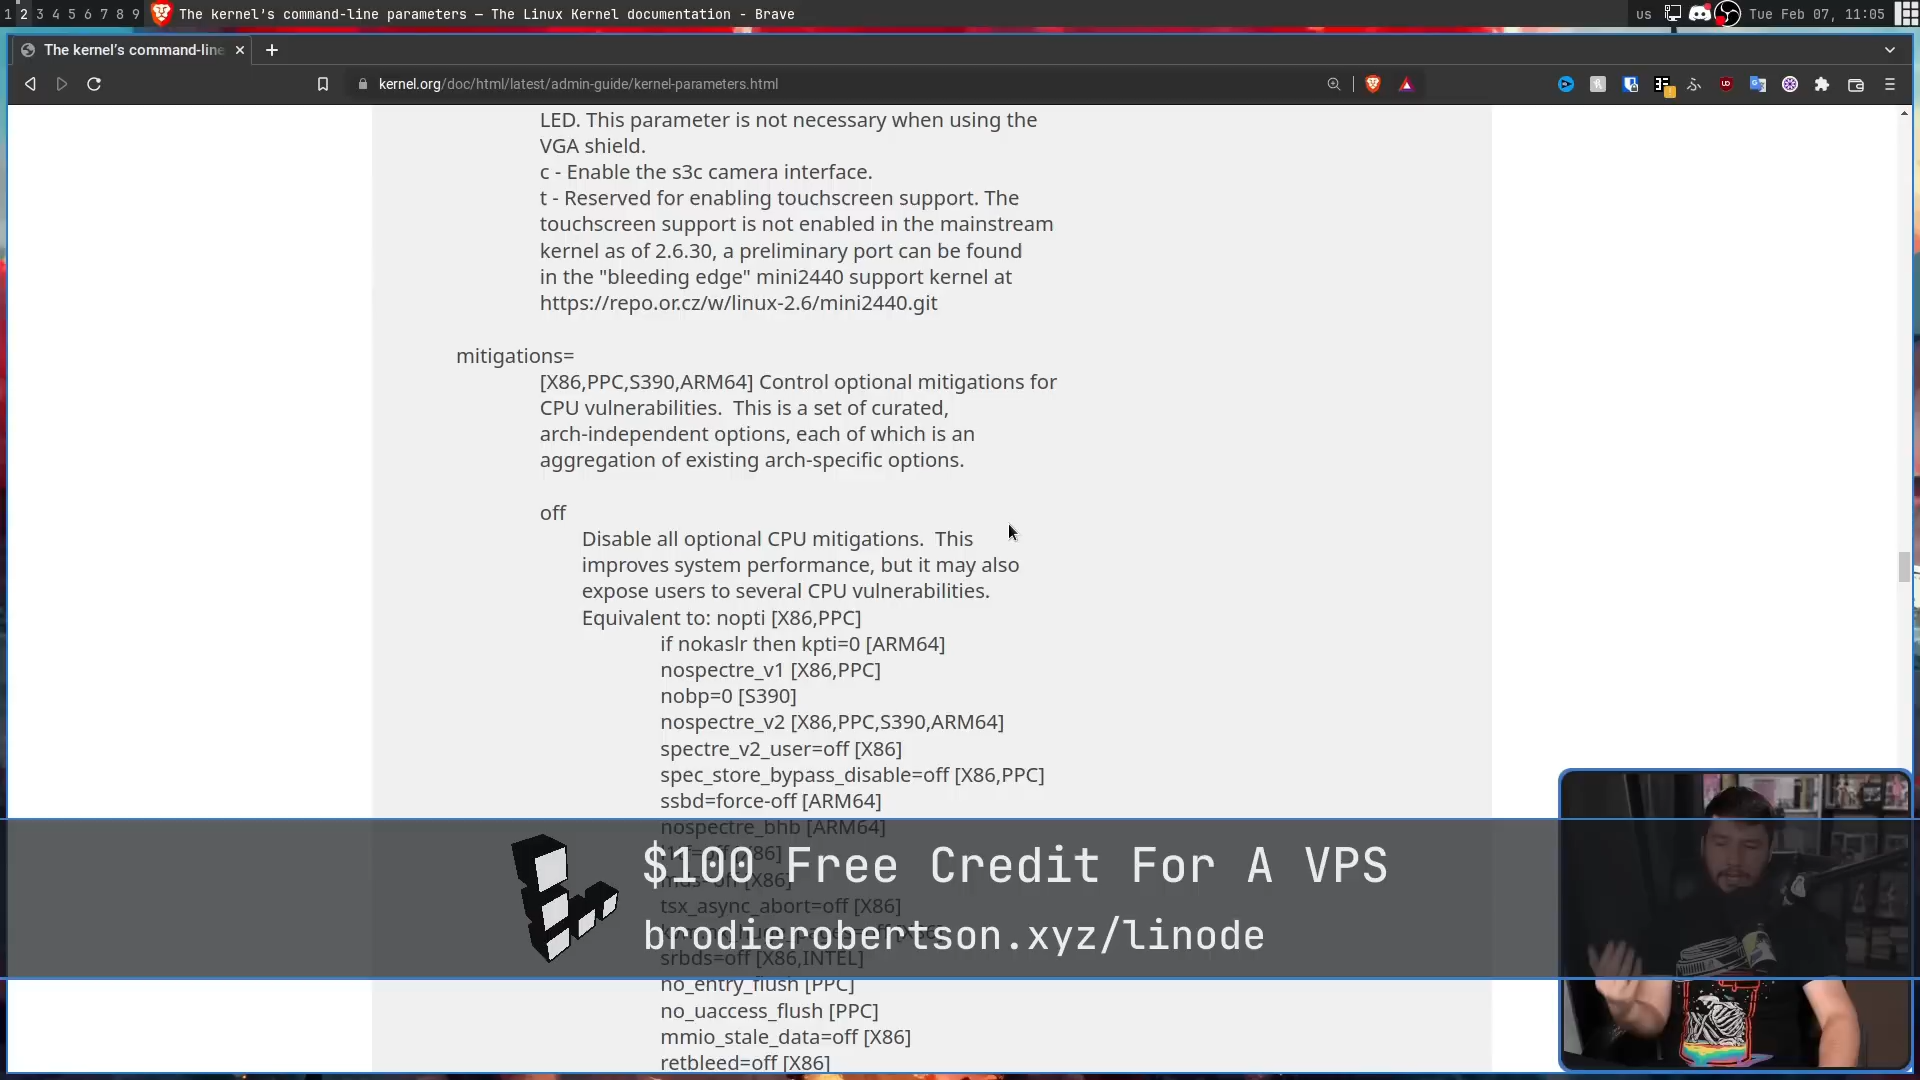 1 2 3 4 5 6 7 8 9 The kernel's command-line parameters — The Linux Kernel documentation - Brave
us Tue Feb 07, 11:05
The kernel's command-line
kernel.org/doc/html/latest/admin-guide/kernel-parameters.html
LED. This parameter is not necessary when using the
VGA shield.
c - Enable the s3c camera interface.
t - Reserved for enabling touchscreen support. The
touchscreen support is not enabled in the mainstream
kernel as of 2.6.30, a preliminary port can be found
in the "bleeding edge" mini2440 support kernel at
https://repo.or.cz/w/linux-2.6/mini2440.git
mitigations=
[X86,PPC,S390,ARM64] Control optional mitigations for
CPU vulnerabilities.  This is a set of curated,
arch-independent options, each of which is an
aggregation of existing arch-specific options.
off
Disable all optional CPU mitigations.  This
improves system performance, but it may also
expose users to several CPU vulnerabilities.
Equivalent to: nopti [X86,PPC]
if nokaslr then kpti=0 [ARM64]
nospectre_v1 [X86,PPC]
nobp=0 [S390]
nospectre_v2 [X86,PPC,S390,ARM64]
spectre_v2_user=off [X86]
spec_store_bypass_disable=off [X86,PPC]
ssbd=force-off [ARM64]
nospectre_bhb [ARM64]
$100 Free Credit For A VPS
mds=off [X86]
tsx_async_abort=off [X86]
brodierobertson.xyz/linode
srbds=off [X86,INTEL]
no_entry_flush [PPC]
no_uaccess_flush [PPC]
mmio_stale_data=off [X86]
retbleed=off [X86]